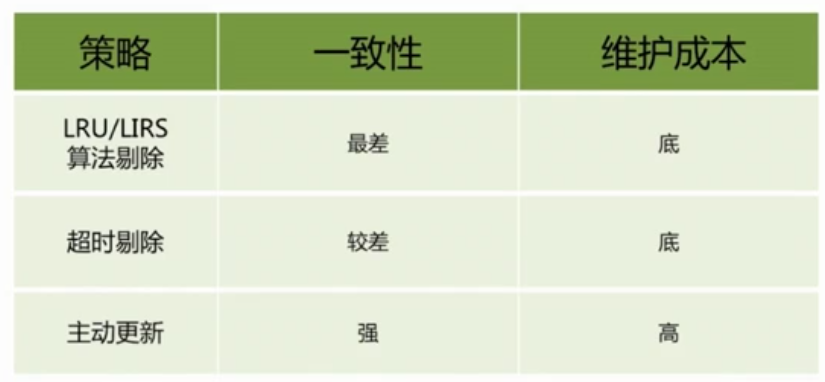 策略 一致性 维护成本
LRU/LIRS
算法剔除 最差 底
超时剔除 较差 底
主动更新 强 高